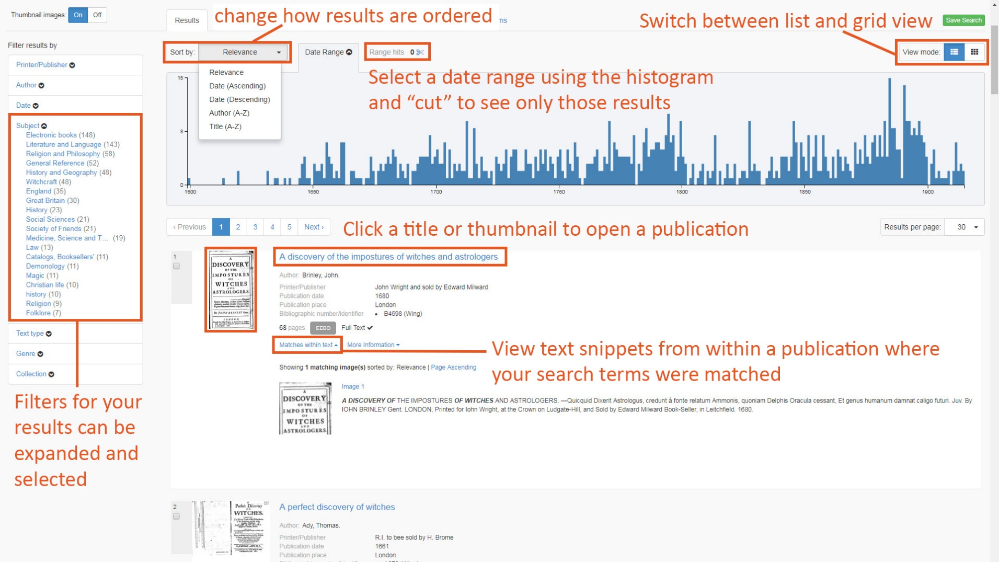 Thumbnail images: On Off
Results
change how results are ordered
ms
Switch between list and grid view
Save Search
Filter results by
Printer/Publisher
Author
Date
Subject
Electronic books (148)
Literature and Language (143)
Religion and Philosophy (58)
General Reference (52)
History and Geography (48)
Witchcraft (48)
England (35)
Great Britain (30)
History (23)
Social Sciences (21)
Society of Friends (21)
Medicine, Science and T... (19)
Law (13)
Catalogs, Booksellers' (11)
Demonology (11)
Magic (11)
Christian life (10)
history (10)
Religion (9)
Folklore (7)
Text type
Genre
Collection
Filters for your
results can be
expanded and
selected
Sort by: Relevance
Relevance
Date (Ascending)
Date (Descending)
Author (A-Z)
Title (A-Z)
Date Range
Range hits 0
View mode:
Select a date range using the histogram
and “cut” to see only those results
15
8
0
1600 1650 1700 1750 1800 1850 1900
‹ Previous 1 2 3 4 5 Next ›
Click a title or thumbnail to open a publication
Results per page: 30
1
A
DISCOVERY
OF THE
IMPOSTURES
OF
WITCHES
AND
ASTROLOGERS.
By JOHN BRINLEY Gent.
LONDON,
A discovery of the impostures of witches and astrologers
Author: Brinley, John.
Printer/Publisher John Wright and sold by Edward Milward
Publication date 1680
Publication place London
Bibliographic number/identifier • B4698 (Wing)
68 pages EEBO Full Text
Matches within text More Information
View text snippets from within a publication where
your search terms were matched
Showing 1 matching image(s) sorted by: Relevance | Page Ascending
A
DISCOVERY
OF THE
IMPOSTURES
OF
WITCHES
AND
ASTROLOGERS.
Image 1
A DISCOVERY OF THE IMPOSTURES OF WITCHES AND ASTROLOGERS. —Quicquid Dixerit Astrologus, credunt á fonte relatum Ammonis, quoniam Delphis Oracula cessant, Et genus humanum damnat caligo futuri. Juv. By
IOHN BRINLEY Gent. LONDON, Printed for Iohn Wright, at the Crown on Ludgate-Hill, and Sold by Edward Milward Book-Seller, in Leitchfield. 1680.
2
Perfect Discovery
OF
WITCHES.
A perfect discovery of witches
Author: Ady, Thomas.
Printer/Publisher R.I. to bee sold by H. Brome
Publication date 1661
Publication place London